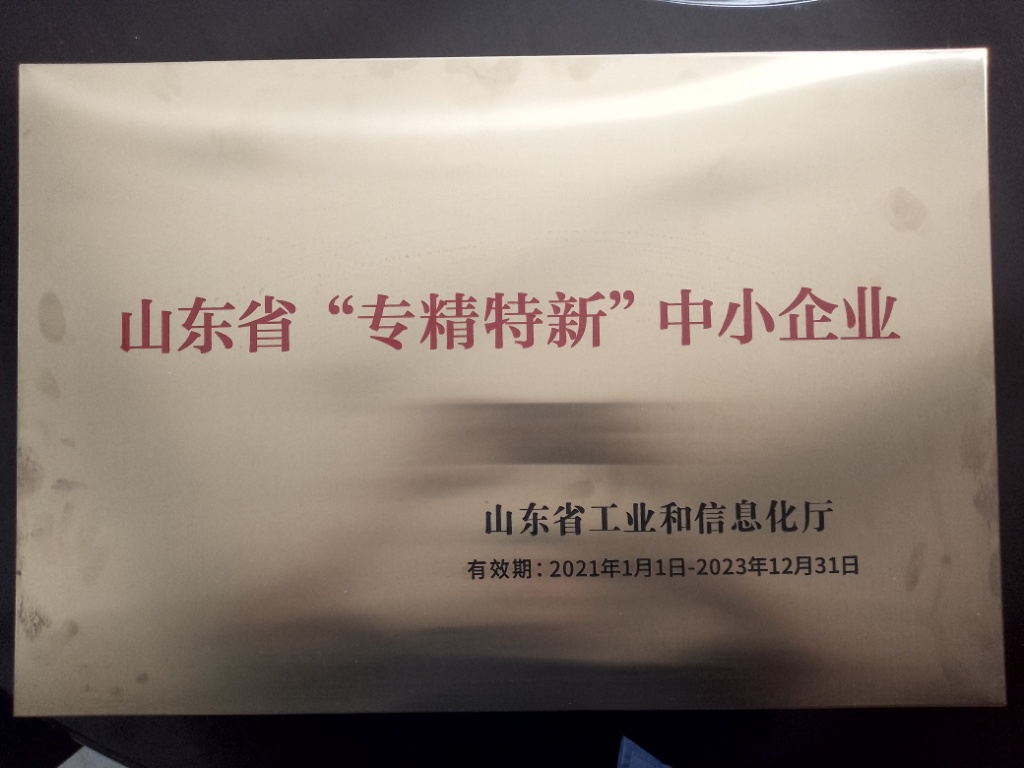 山东省“专精特新”中小企业
山东省工业和信息化厅
有效期：2021年1月1日-2023年12月31日